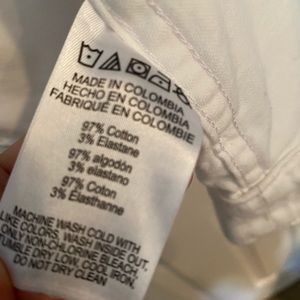 MADE IN COLOMBIA
HECHO EN COLOMBIA
FABRIQUÉ EN COLOMBIA
97% Cotton
3% Elastane
97% algodón
3% elastano
97% Coton
3% Elasthanne
MACHINE WASH COLD WITH
LIKE COLORS. WASH INSIDE OUT,
ONLY NON-CHLORINE BLEACH,
TUMBLE DRY LOW, COOL IRON.
DO NOT DRY CLEAN